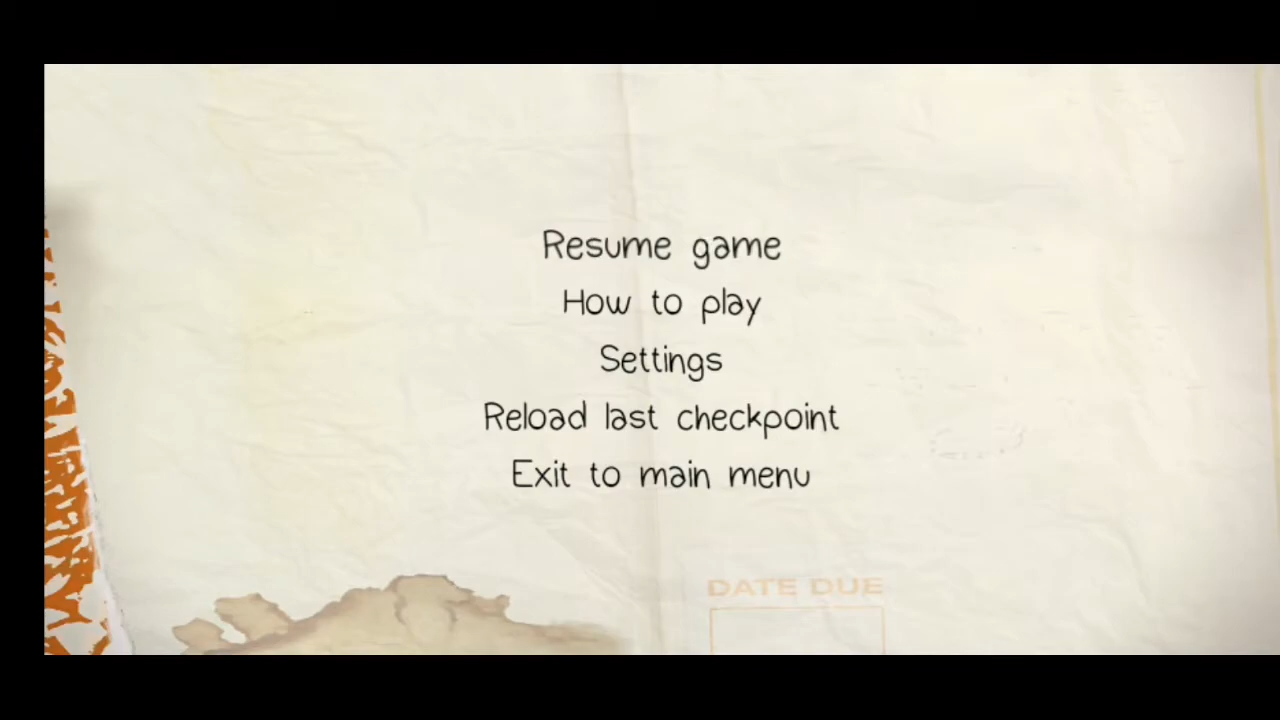 Resume game
How to play
Settings
Reload last checkpoint
Exit to main menu
DATE DUE